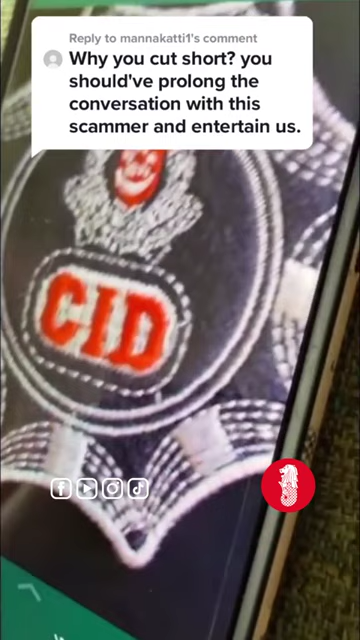 Reply to mannakatti1's comment
Why you cut short? you
should've prolong the
conversation with this
scammer and entertain us.
CID